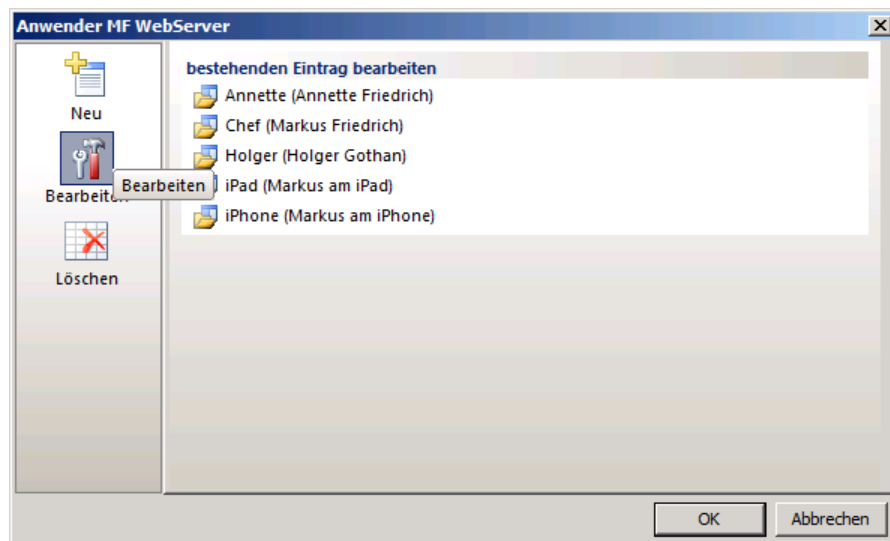 Anwender MF WebServer
Neu
Bearbeiten
Bearbeiten
Löschen
bestehenden Eintrag bearbeiten
Annette (Annette Friedrich)
Chef (Markus Friedrich)
Holger (Holger Gothan)
iPad (Markus am iPad)
iPhone (Markus am iPhone)
OK
Abbrechen